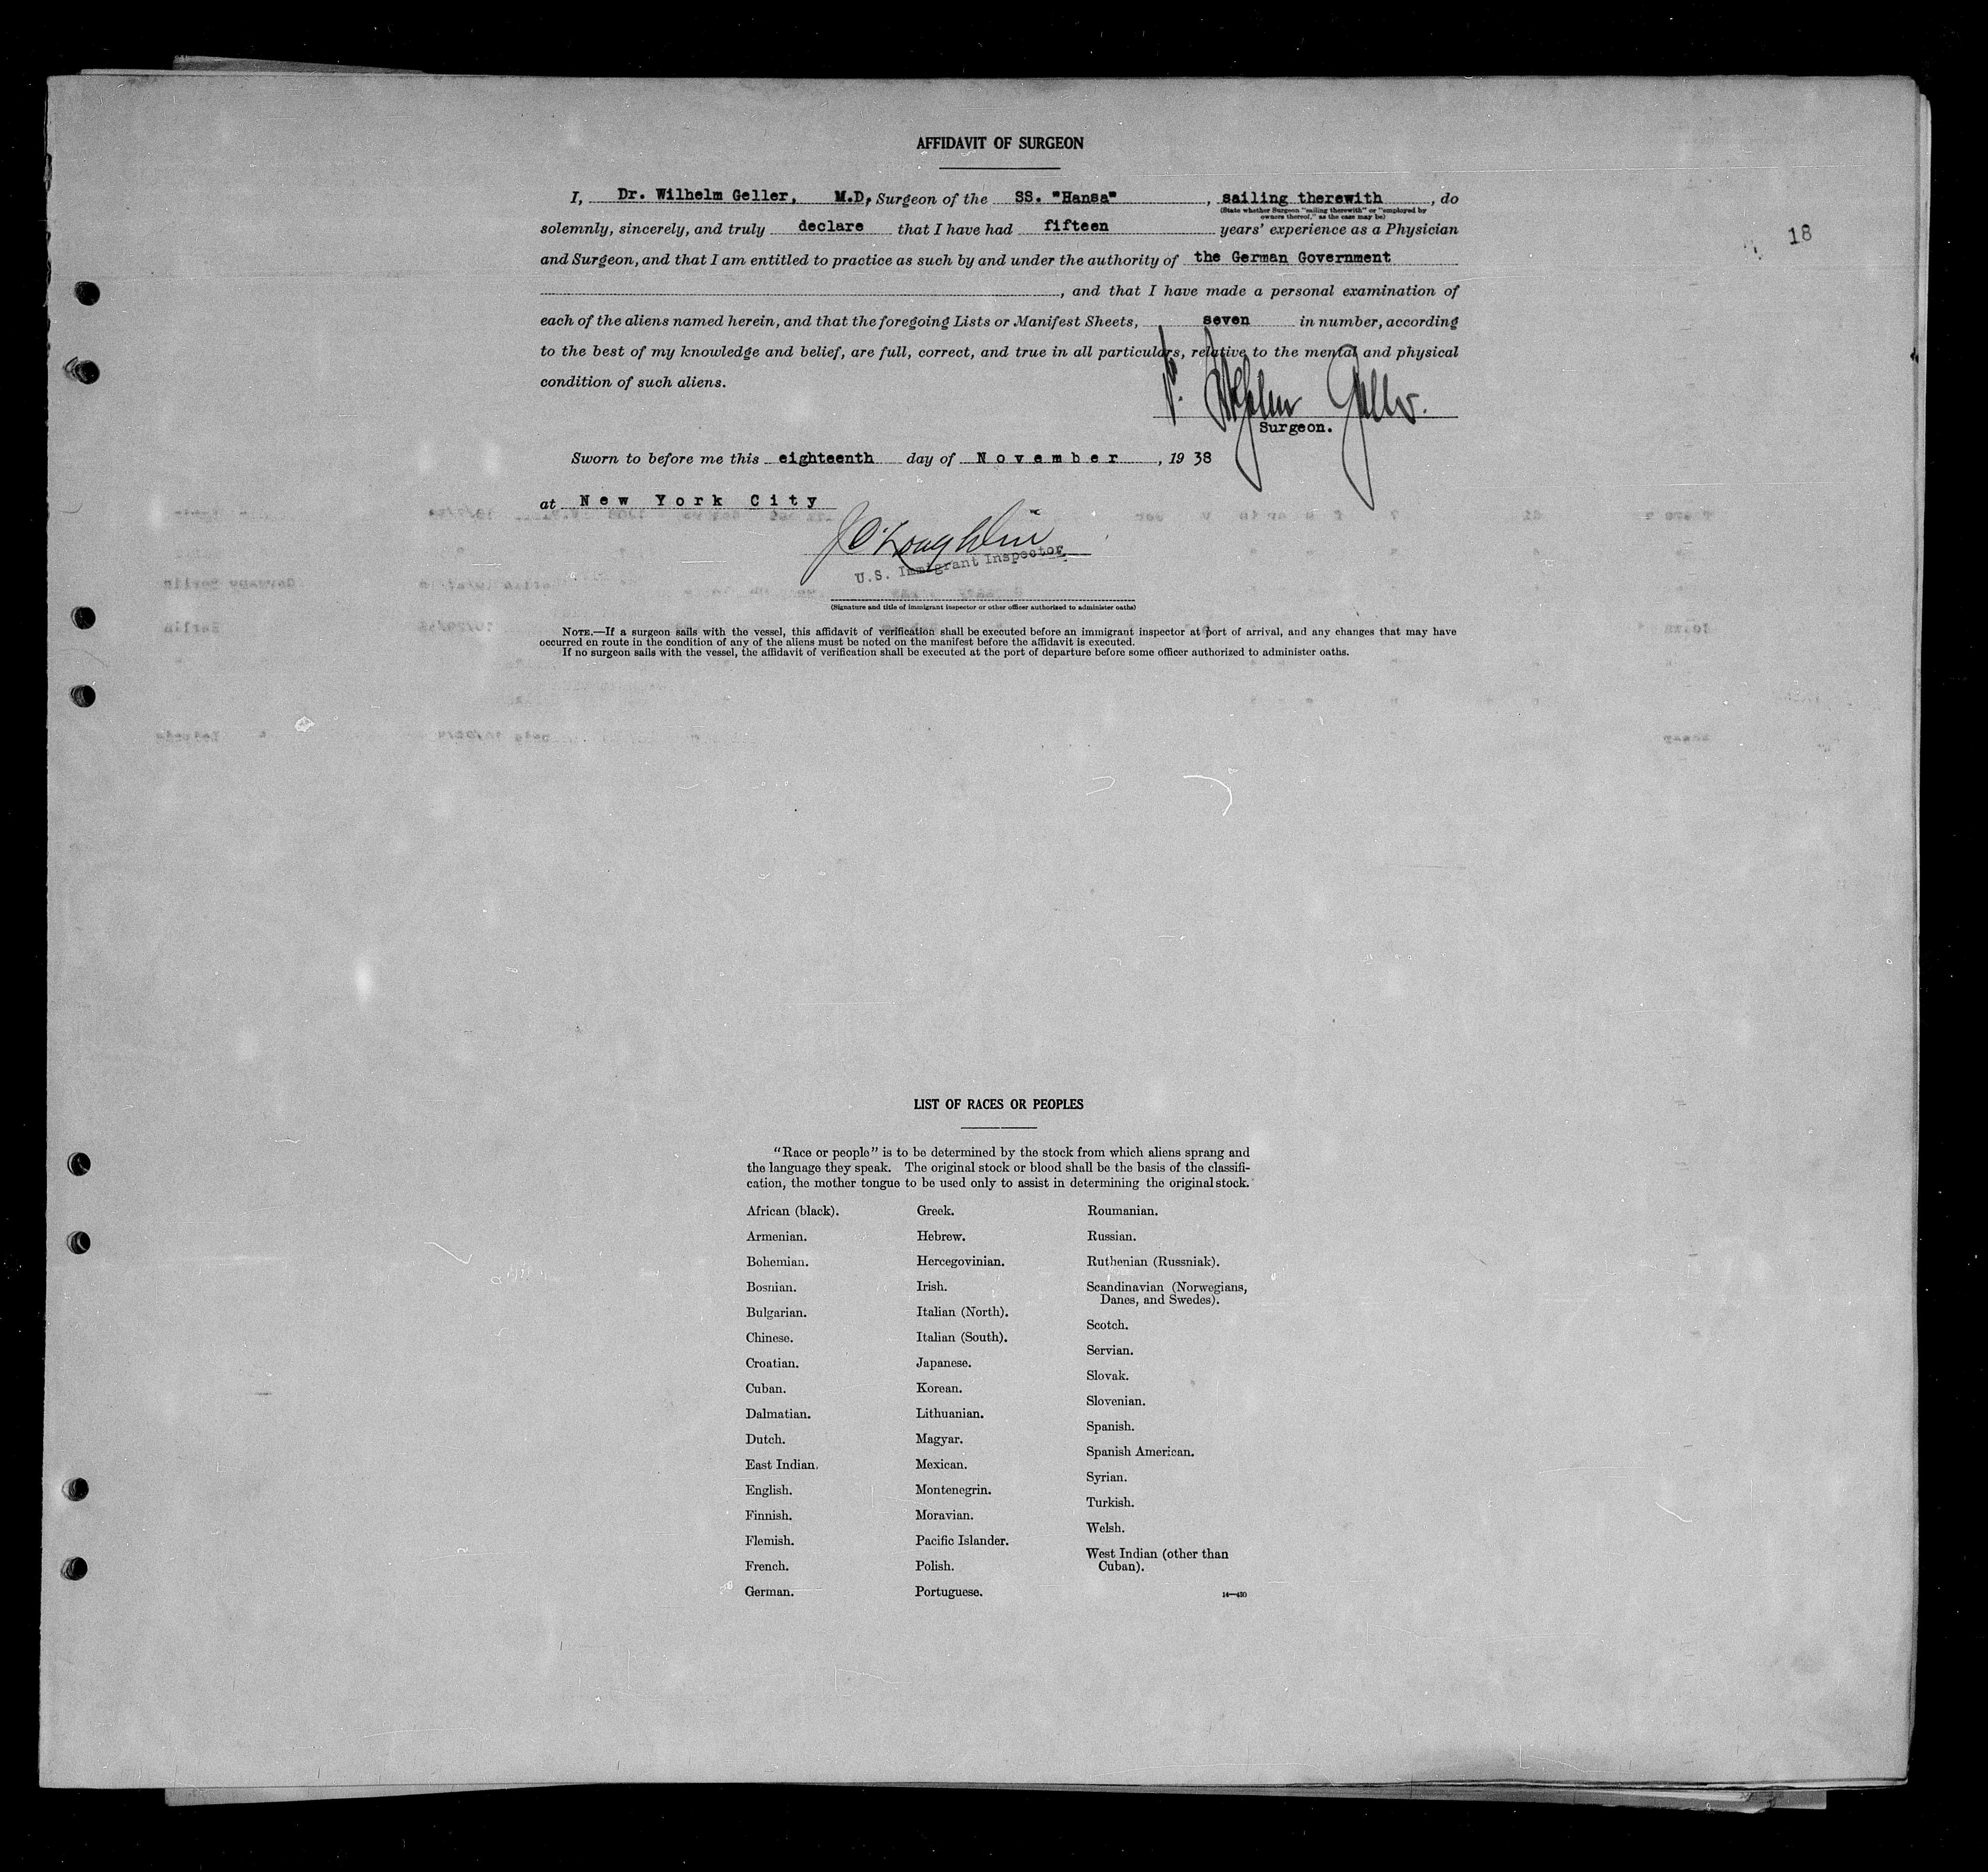 AFFIDAVIT OF SURGEON
I, Dr. Wilhelm Geller, M.D, Surgeon of the SS. "Hansa", sailing therewith, do
(State whether Surgeon "sailing therewith" or "employed by
owners thereof," as the case may be)
solemnly, sincerely, and truly declare that I have had fifteen years' experience as a Physician
18
and Surgeon, and that I am entitled to practice as such by and under the authority of the German Government
, and that I have made a personal examination of
each of the aliens named herein, and that the foregoing Lists or Manifest Sheets, seven in number, according
to the best of my knowledge and belief, are full, correct, and true in all particulars, relative to the mental and physical
condition of such aliens.
Wilhelm Geller.
Surgeon.
Sworn to before me this eighteenth day of November, 1938
at New York City
J O'Loughlin
U.S. Immigrant Inspector
(Signature and title of immigrant inspector or other officer authorized to administer oaths)
NOTE.—If a surgeon sails with the vessel, this affidavit of verification shall be executed before an immigrant inspector at port of arrival, and any changes that may have
occurred en route in the condition of any of the aliens must be noted on the manifest before the affidavit is executed.
If no surgeon sails with the vessel, the affidavit of verification shall be executed at the port of departure before some officer authorized to administer oaths.
LIST OF RACES OR PEOPLES
"Race or people" is to be determined by the stock from which aliens sprang and
the language they speak. The original stock or blood shall be the basis of the classifi-
cation, the mother tongue to be used only to assist in determining the original stock.
African (black).
Armenian.
Bohemian.
Bosnian.
Bulgarian.
Chinese.
Croatian.
Cuban.
Dalmatian.
Dutch.
East Indian.
English.
Finnish.
Flemish.
French.
German.
Greek.
Hebrew.
Hercegovinian.
Irish.
Italian (North).
Italian (South).
Japanese.
Korean.
Lithuanian.
Magyar.
Mexican.
Montenegrin.
Moravian.
Pacific Islander.
Polish.
Portuguese.
Roumanian.
Russian.
Ruthenian (Russniak).
Scandinavian (Norwegians,
Danes, and Swedes).
Scotch.
Servian.
Slovak.
Slovenian.
Spanish.
Spanish American.
Syrian.
Turkish.
Welsh.
West Indian (other than
Cuban).
14—430